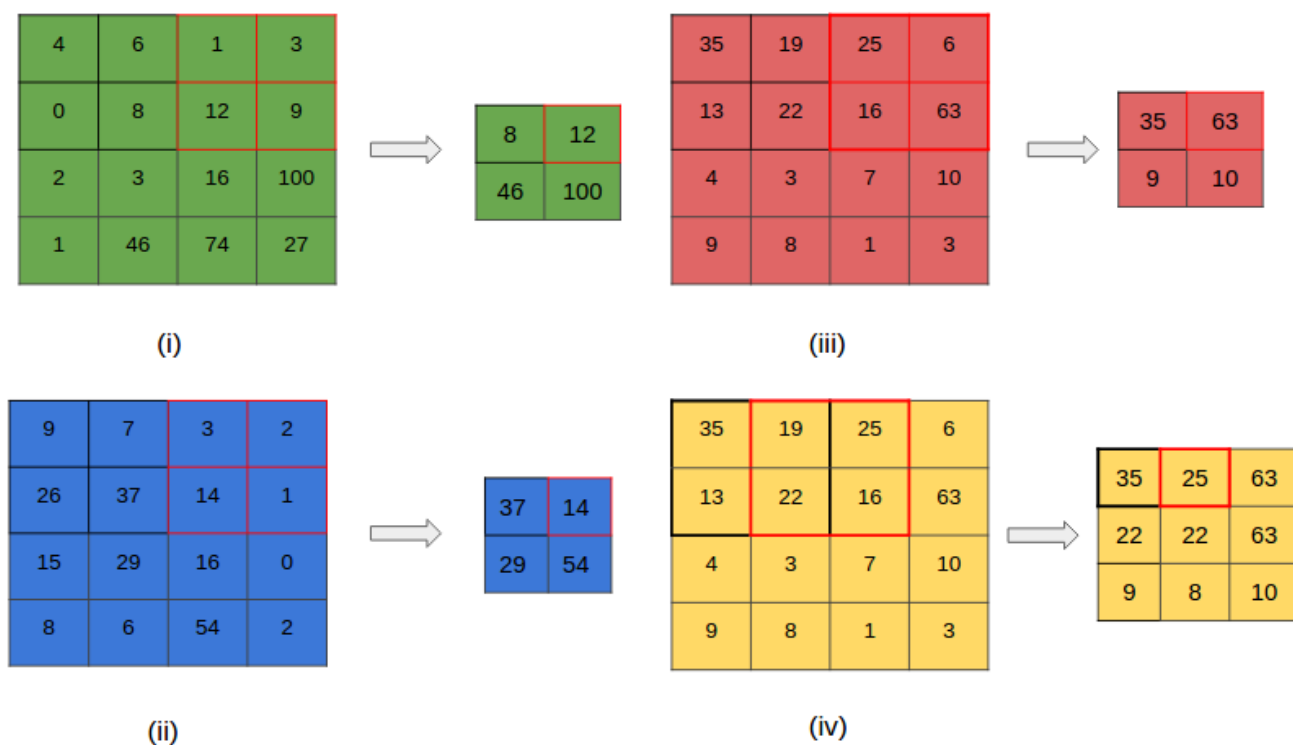 4 6 1 3
0 8 12 9
2 3 16 100
1 46 74 27
8 12
46 100
(i)
35 19 25 6
13 22 16 63
4 3 7 10
9 8 1 3
35 63
9 10
(iii)
9 7 3 2
26 37 14 1
15 29 16 0
8 6 54 2
37 14
29 54
(ii)
35 19 25 6
13 22 16 63
4 3 7 10
9 8 1 3
35 25 63
22 22 63
9 8 10
(iv)